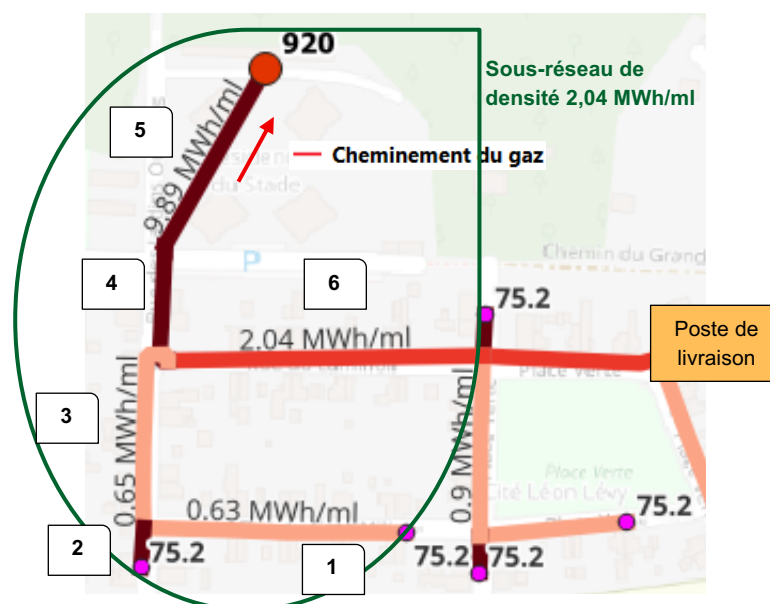 920
Sous-réseau de
densité 2,04 MWh/ml
5
9.89 MWh/ml
Cheminement du gaz
du Stade
P
Chemin du Grand
4
6
75.2
2.04 MWh/ml
Poste de
livraison
Place Verte
3
0.65 MWh/ml
0.9 MWh/ml
Place Verte
Cité Léon Lévy
75.2
0.63 MWh/ml
2
75.2
1
75.2
75.2